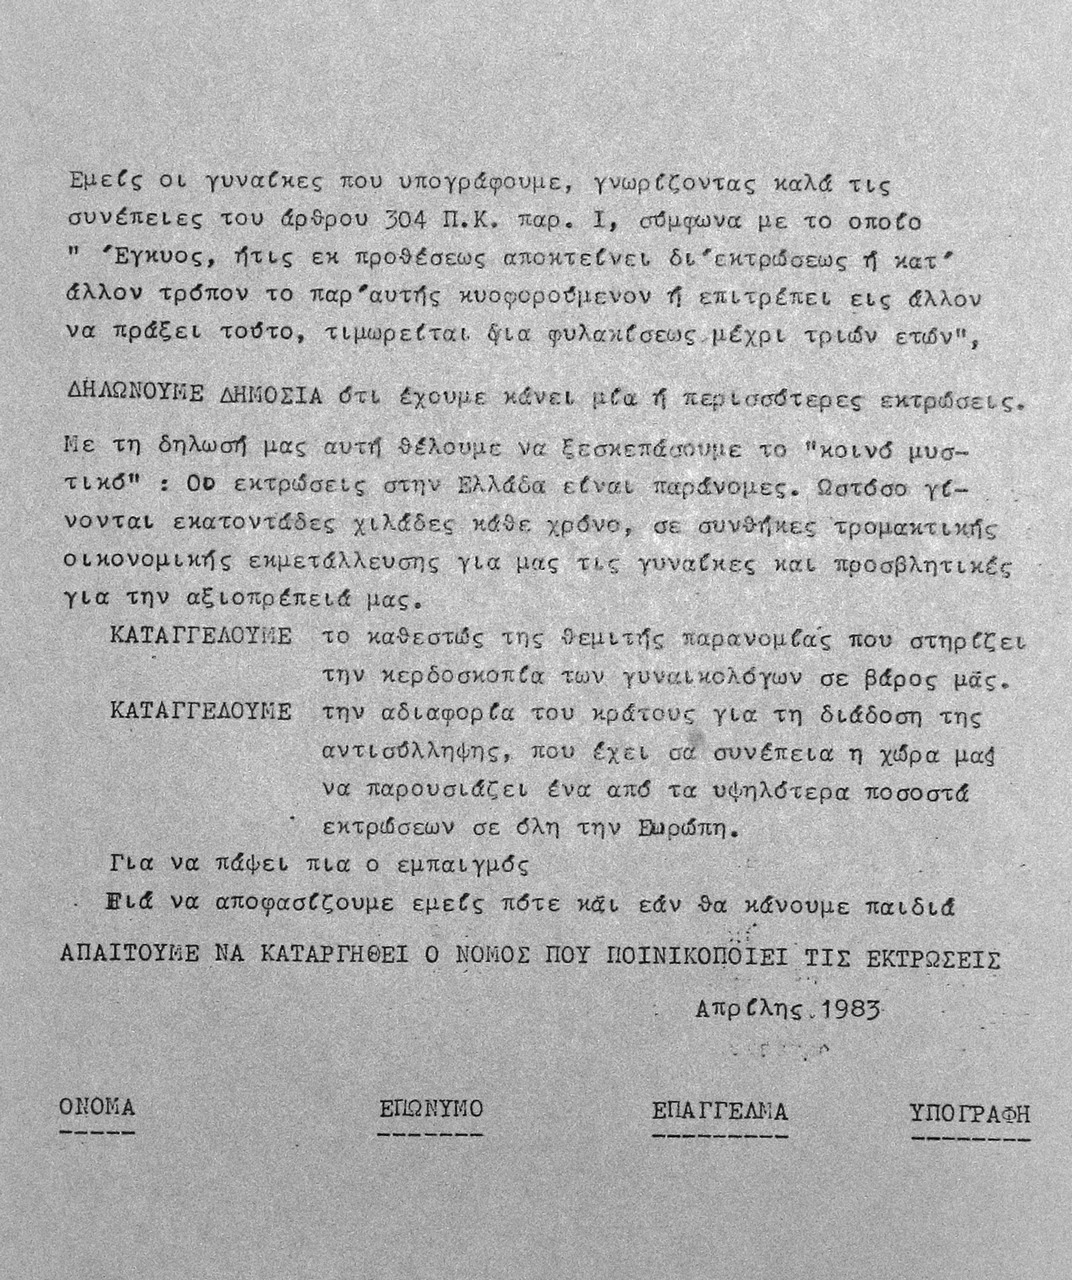 Εμείς οι γυναίκες που υπογράφουμε, γνωρίζοντας καλά τις
συνέπειες του άρθρου 304 Π.Κ. παρ. Ι, σύμφωνα με το οποίο
" Έγκυος, ήτις εκ προθέσεως αποκτείνει δι'εκτρώσεως ή κατ'
άλλον τρόπον το παρ'αυτής κυοφορούμενον ή επιτρέπει εις άλλον
να πράξει τούτο, τιμωρείται δια φυλακίσεως μέχρι τριών ετών",
ΔΗΛΩΝΟΥΜΕ ΔΗΜΟΣΙΑ ότι έχουμε κάνει μία ή περισσότερες εκτρώσεις.
Με τη δηλωσή μας αυτή θέλουμε να ξεσκεπάσουμε το "κοινό μυσ-
τικό" : Οι εκτρώσεις στην Ελλάδα είναι παράνομες. Ωστόσο γί-
νονται εκατοντάδες χιλάδες κάθε χρόνο, σε συνθήκες τρομακτικής
οικονομικής εκμετάλλευσης για μας τις γυναίκες και προσβλητικές
για την αξιοπρέπειά μας.
ΚΑΤΑΓΓΕΛΟΥΜΕ το καθεστώς της θεμιτής παρανομίας που στηρίζει
την κερδοσκοπία των γυναικολόγων σε βάρος μας.
ΚΑΤΑΓΓΕΛΟΥΜΕ την αδιαφορία του κράτους για τη διάδοση της
αντισύλληψης, που έχει σα συνέπεια η χώρα μας
να παρουσιάζει ένα από τα υψηλότερα ποσοστά
εκτρώσεων σε όλη την Ευρώπη.
Για να πάψει πια ο εμπαιγμός
Γιά να αποφασίζουμε εμείς πότε και εάν θα κάνουμε παιδιά
ΑΠΑΙΤΟΥΜΕ ΝΑ ΚΑΤΑΡΓΗΘΕΙ Ο ΝΟΜΟΣ ΠΟΥ ΠΟΙΝΙΚΟΠΟΙΕΙ ΤΙΣ ΕΚΤΡΩΣΕΙΣ
Απρίλης 1983
ΟΝΟΜΑ ΕΠΩΝΥΜΟ ΕΠΑΓΓΕΛΜΑ ΥΠΟΓΡΑΦΗ